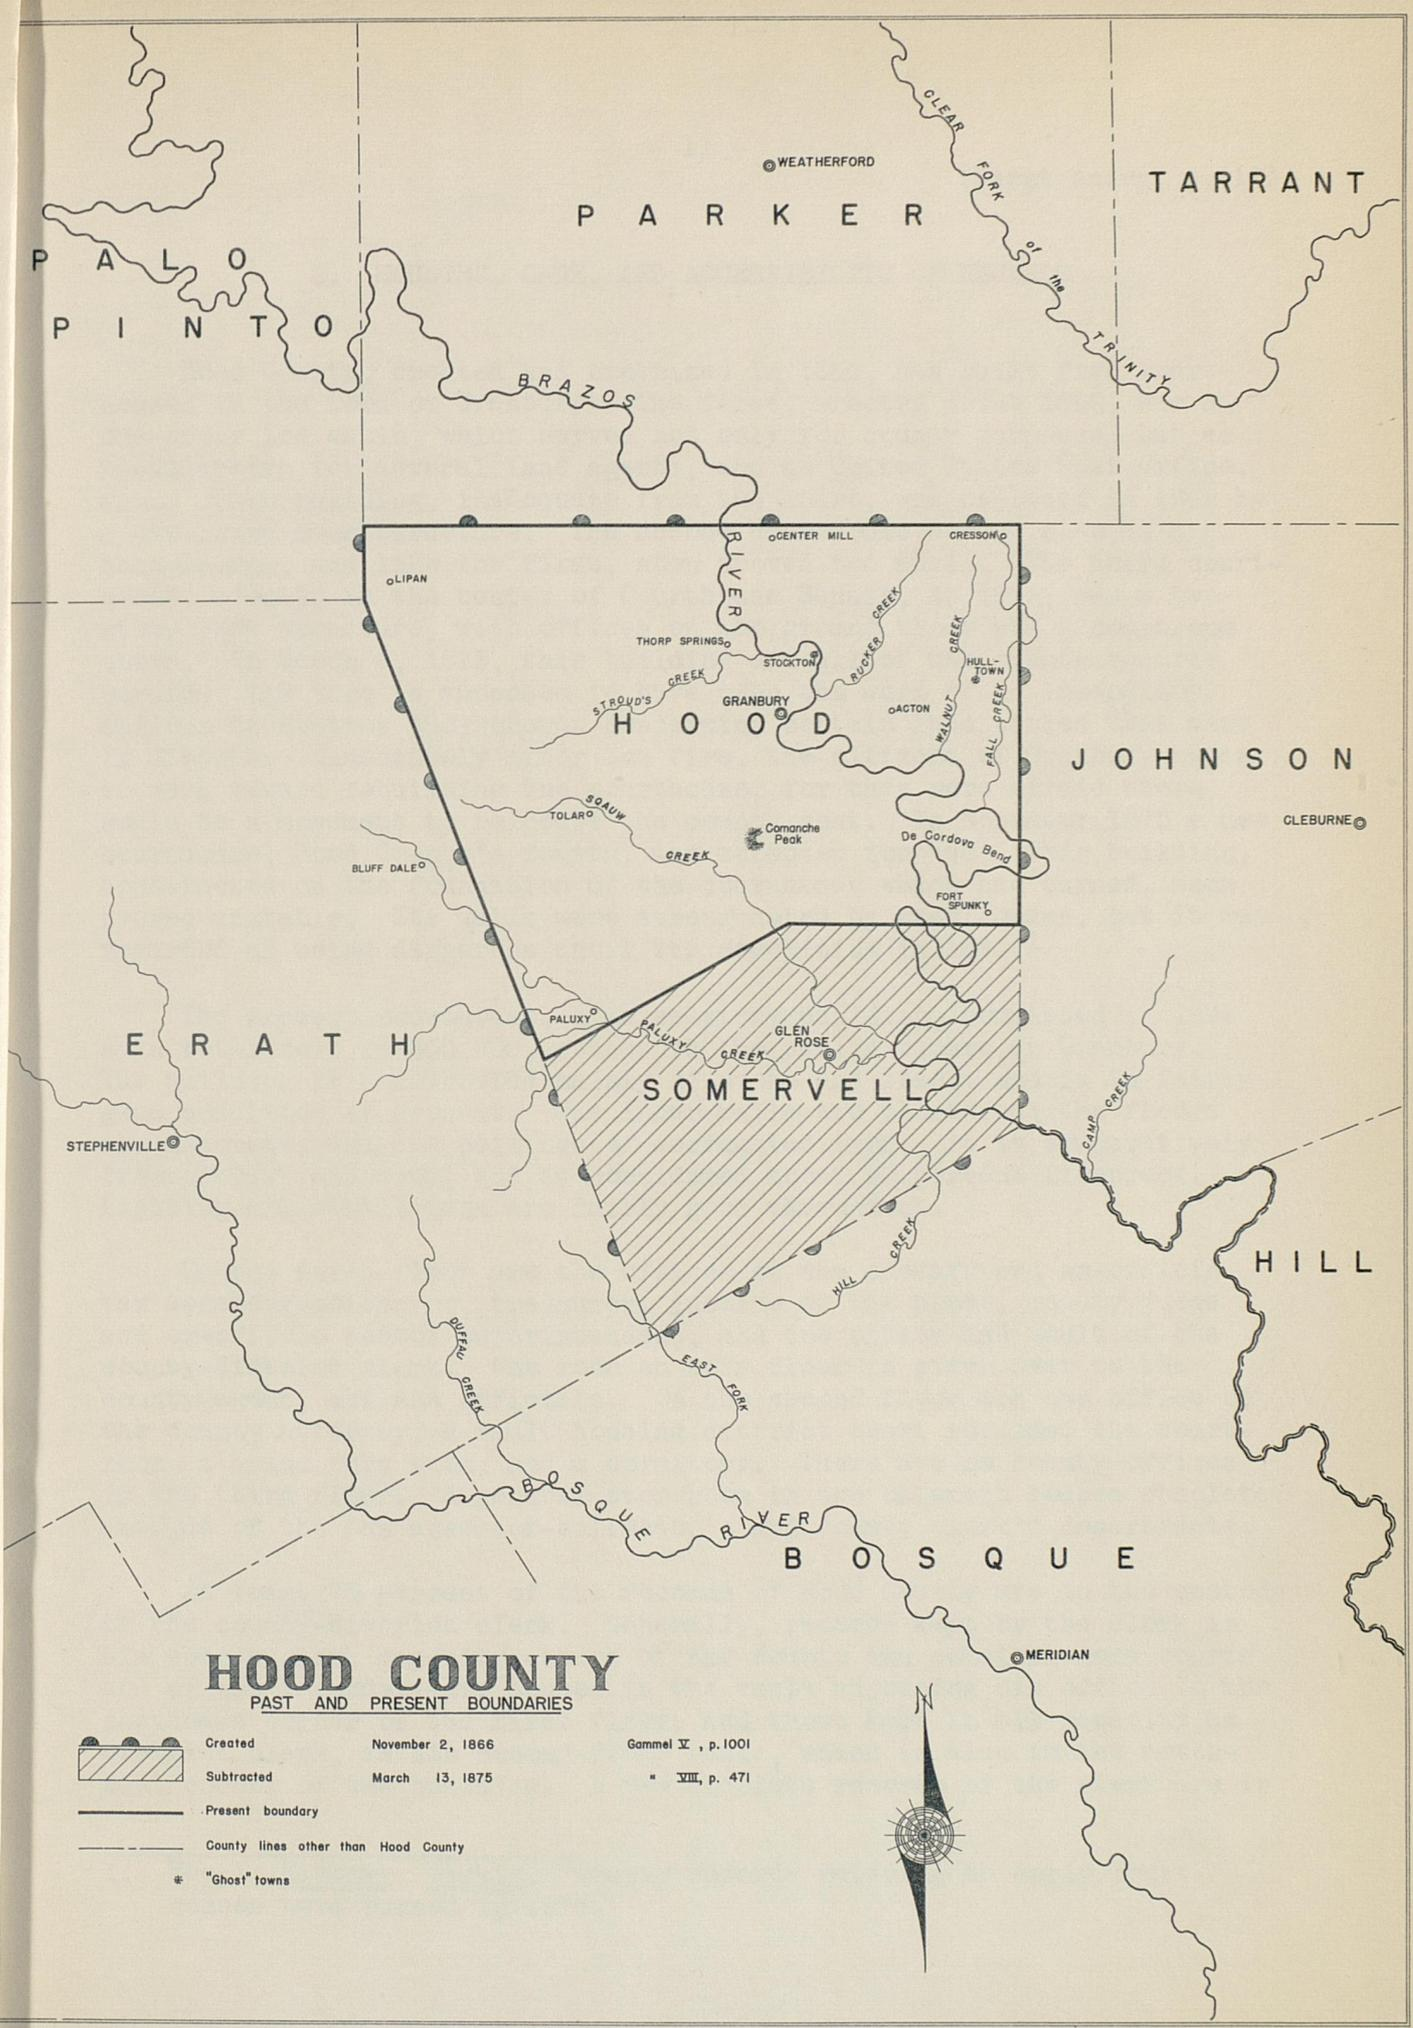 CLEAR
FORK
of the
TRINITY
WEATHERFORD
TARRANT
PARKER
PALO
PINTO
BRAZOS
RIVER
CENTER MILL
CRESSON
LIPAN
RUCKER CREEK
WALNUT CREEK
THORP SPRINGS
STOCKTON
HULL-
TOWN
STROUD'S CREEK
GRANBURY
ACTON
FALL CREEK
HOOD
JOHNSON
SQAUW
CREEK
TOLAR
CLEBURNE
Comanche
Peak
De Cordova Bend
BLUFF DALE
FORT
SPUNKY
PALUXY
PALUXY
CREEK
GLEN
ROSE
ERATH
SOMERVELL
CAMP CREEK
STEPHENVILLE
HILL CREEK
HILL
DUFFAU
CREEK
EAST
FORK
BOSQUE
RIVER
BOSQUE
MERIDIAN
HOOD COUNTY
PAST AND PRESENT BOUNDARIES
Created November 2, 1866 Gammel V , p. 1001
Subtracted March 13, 1875 " VIII, p. 471
Present boundary
County lines other than Hood County
"Ghost" towns
N